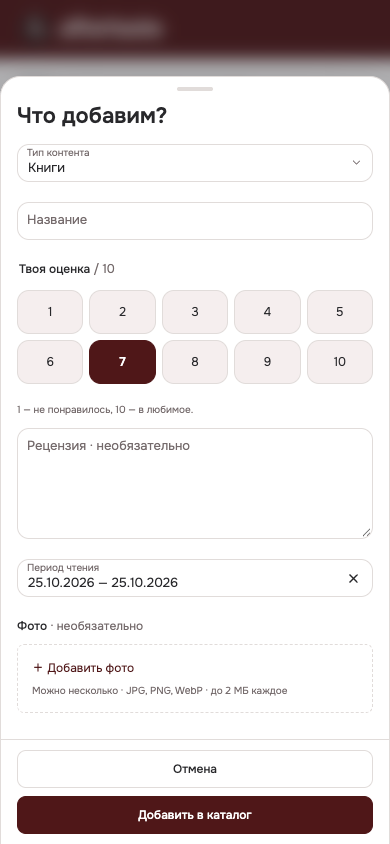 Что добавим?
Тип контента
Книги
Название
Твоя оценка / 10
1 2 3 4 5
6 7 8 9 10
1 — не понравилось, 10 — в любимое.
Рецензия · необязательно
Период чтения
25.10.2026 — 25.10.2026
Фото · необязательно
+ Добавить фото
Можно несколько · JPG, PNG, WebP · до 2 МБ каждое
Отмена
Добавить в каталог